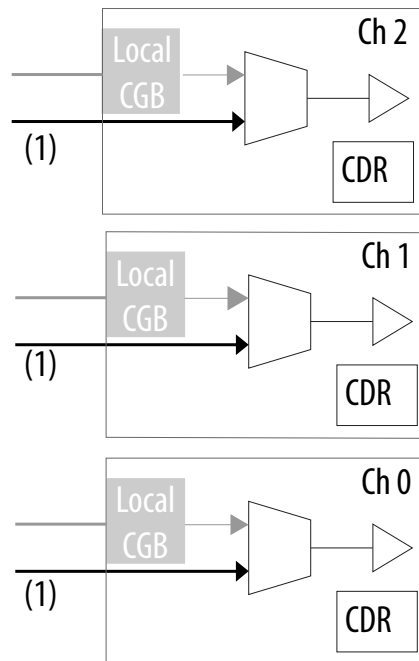 Ch 2
Local
CGB
(1)
CDR
Ch 1
Local
CGB
(1)
CDR
Ch 0
Local
CGB
(1)
CDR